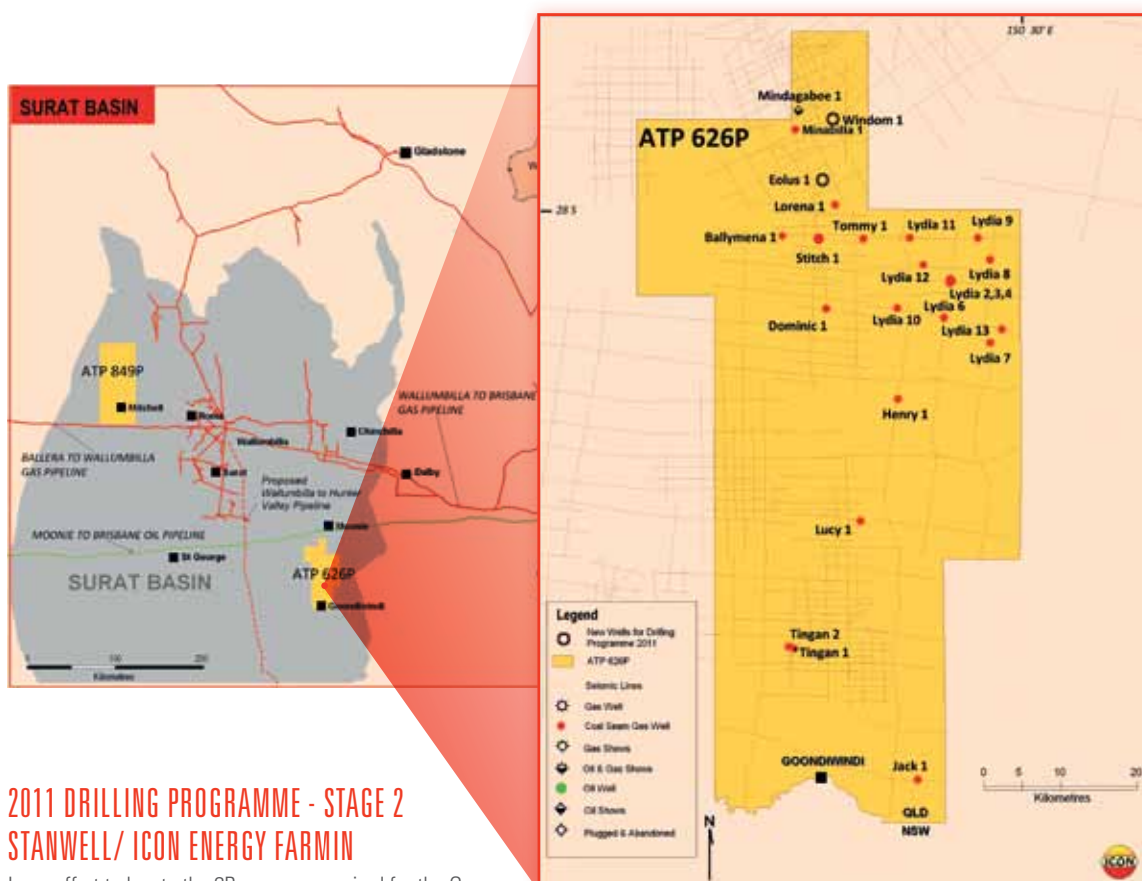 SURAT BASIN
Gladstone
ATP 849P
Mitchell
Roma
Wallumbilla
WALLUMBILLA TO BRISBANE
GAS PIPELINE
Chinchilla
BALLERA TO WALLUMBILLA
GAS PIPELINE
Surat
Dalby
Proposed
Wallumbilla to Hunter
Valley Pipeline
MOONIE TO BRISBANE OIL PIPELINE
Moonie
St George
SURAT BASIN
ATP 626P
Goondiwindi
0 100 200
Kilometres
150 30' E
Mindagabee 1
Windom 1
Minabilla 1
ATP 626P
Eolus 1
28 S
Lorena 1
Ballymena 1
Tommy 1
Lydia 11
Lydia 9
Stitch 1
Lydia 12
Lydia 8
Lydia 2,3,4
Lydia 6
Dominic 1
Lydia 10
Lydia 13
Lydia 7
Henry 1
Lucy 1
Tingan 2
Tingan 1
GOONDIWINDI
Jack 1
QLD
NSW
0 5 10 20
Kilometres
N
Legend
New Wells for Drilling
Programme 2011
ATP 626P
Seismic Lines
Gas Well
Coal Seam Gas Well
Gas Shows
Oil & Gas Shows
Oil Well
Oil Shows
Plugged & Abandoned
ICON
2011 DRILLING PROGRAMME - STAGE 2
STANWELL/ ICON ENERGY FARMIN